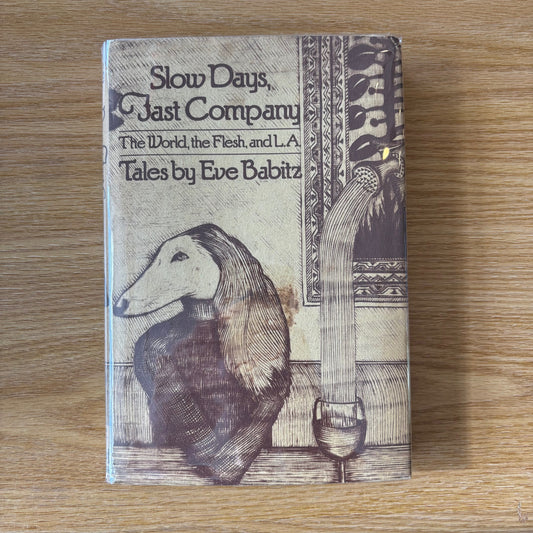 Slow Days,
Fast Company
The World, the Flesh, and L.A.
Tales by Eve Babitz